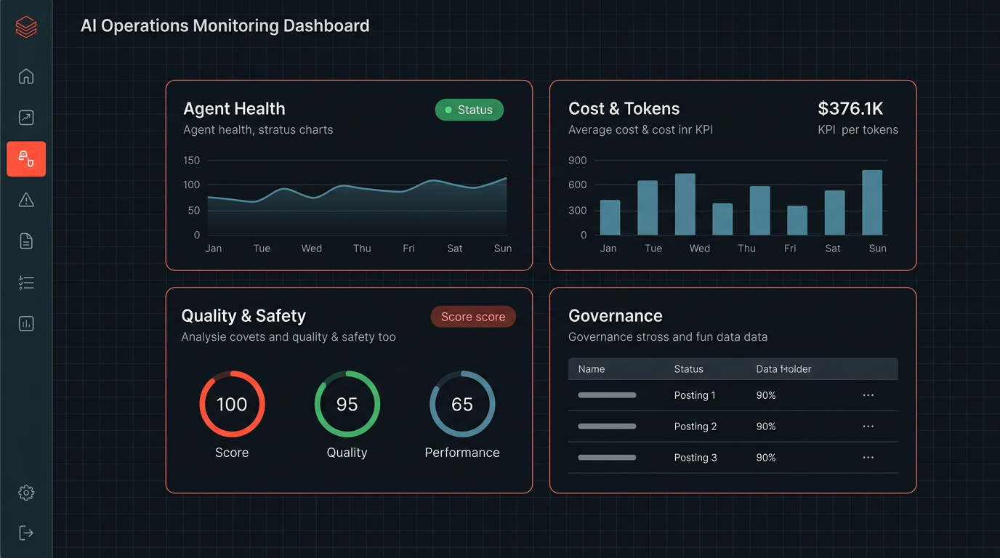 AI Operations Monitoring Dashboard
Agent Health
Status
Agent health, stratus charts
150
100
50
0
Jan Tue Wed Thu Fri Sat Sun
Cost & Tokens
$376.1K
Average cost & cost inr KPI
KPI per tokens
900
600
300
0
Jan Tue Wed Thu Fri Sat Sun
Quality & Safety
Score score
Analysie covets and quality & safety too
100
95
65
Score
Quality
Performance
Governance
Governance stross and fun data data
Name Status Data
Posting 1 90%
Posting 2 90%
Posting 3 90%